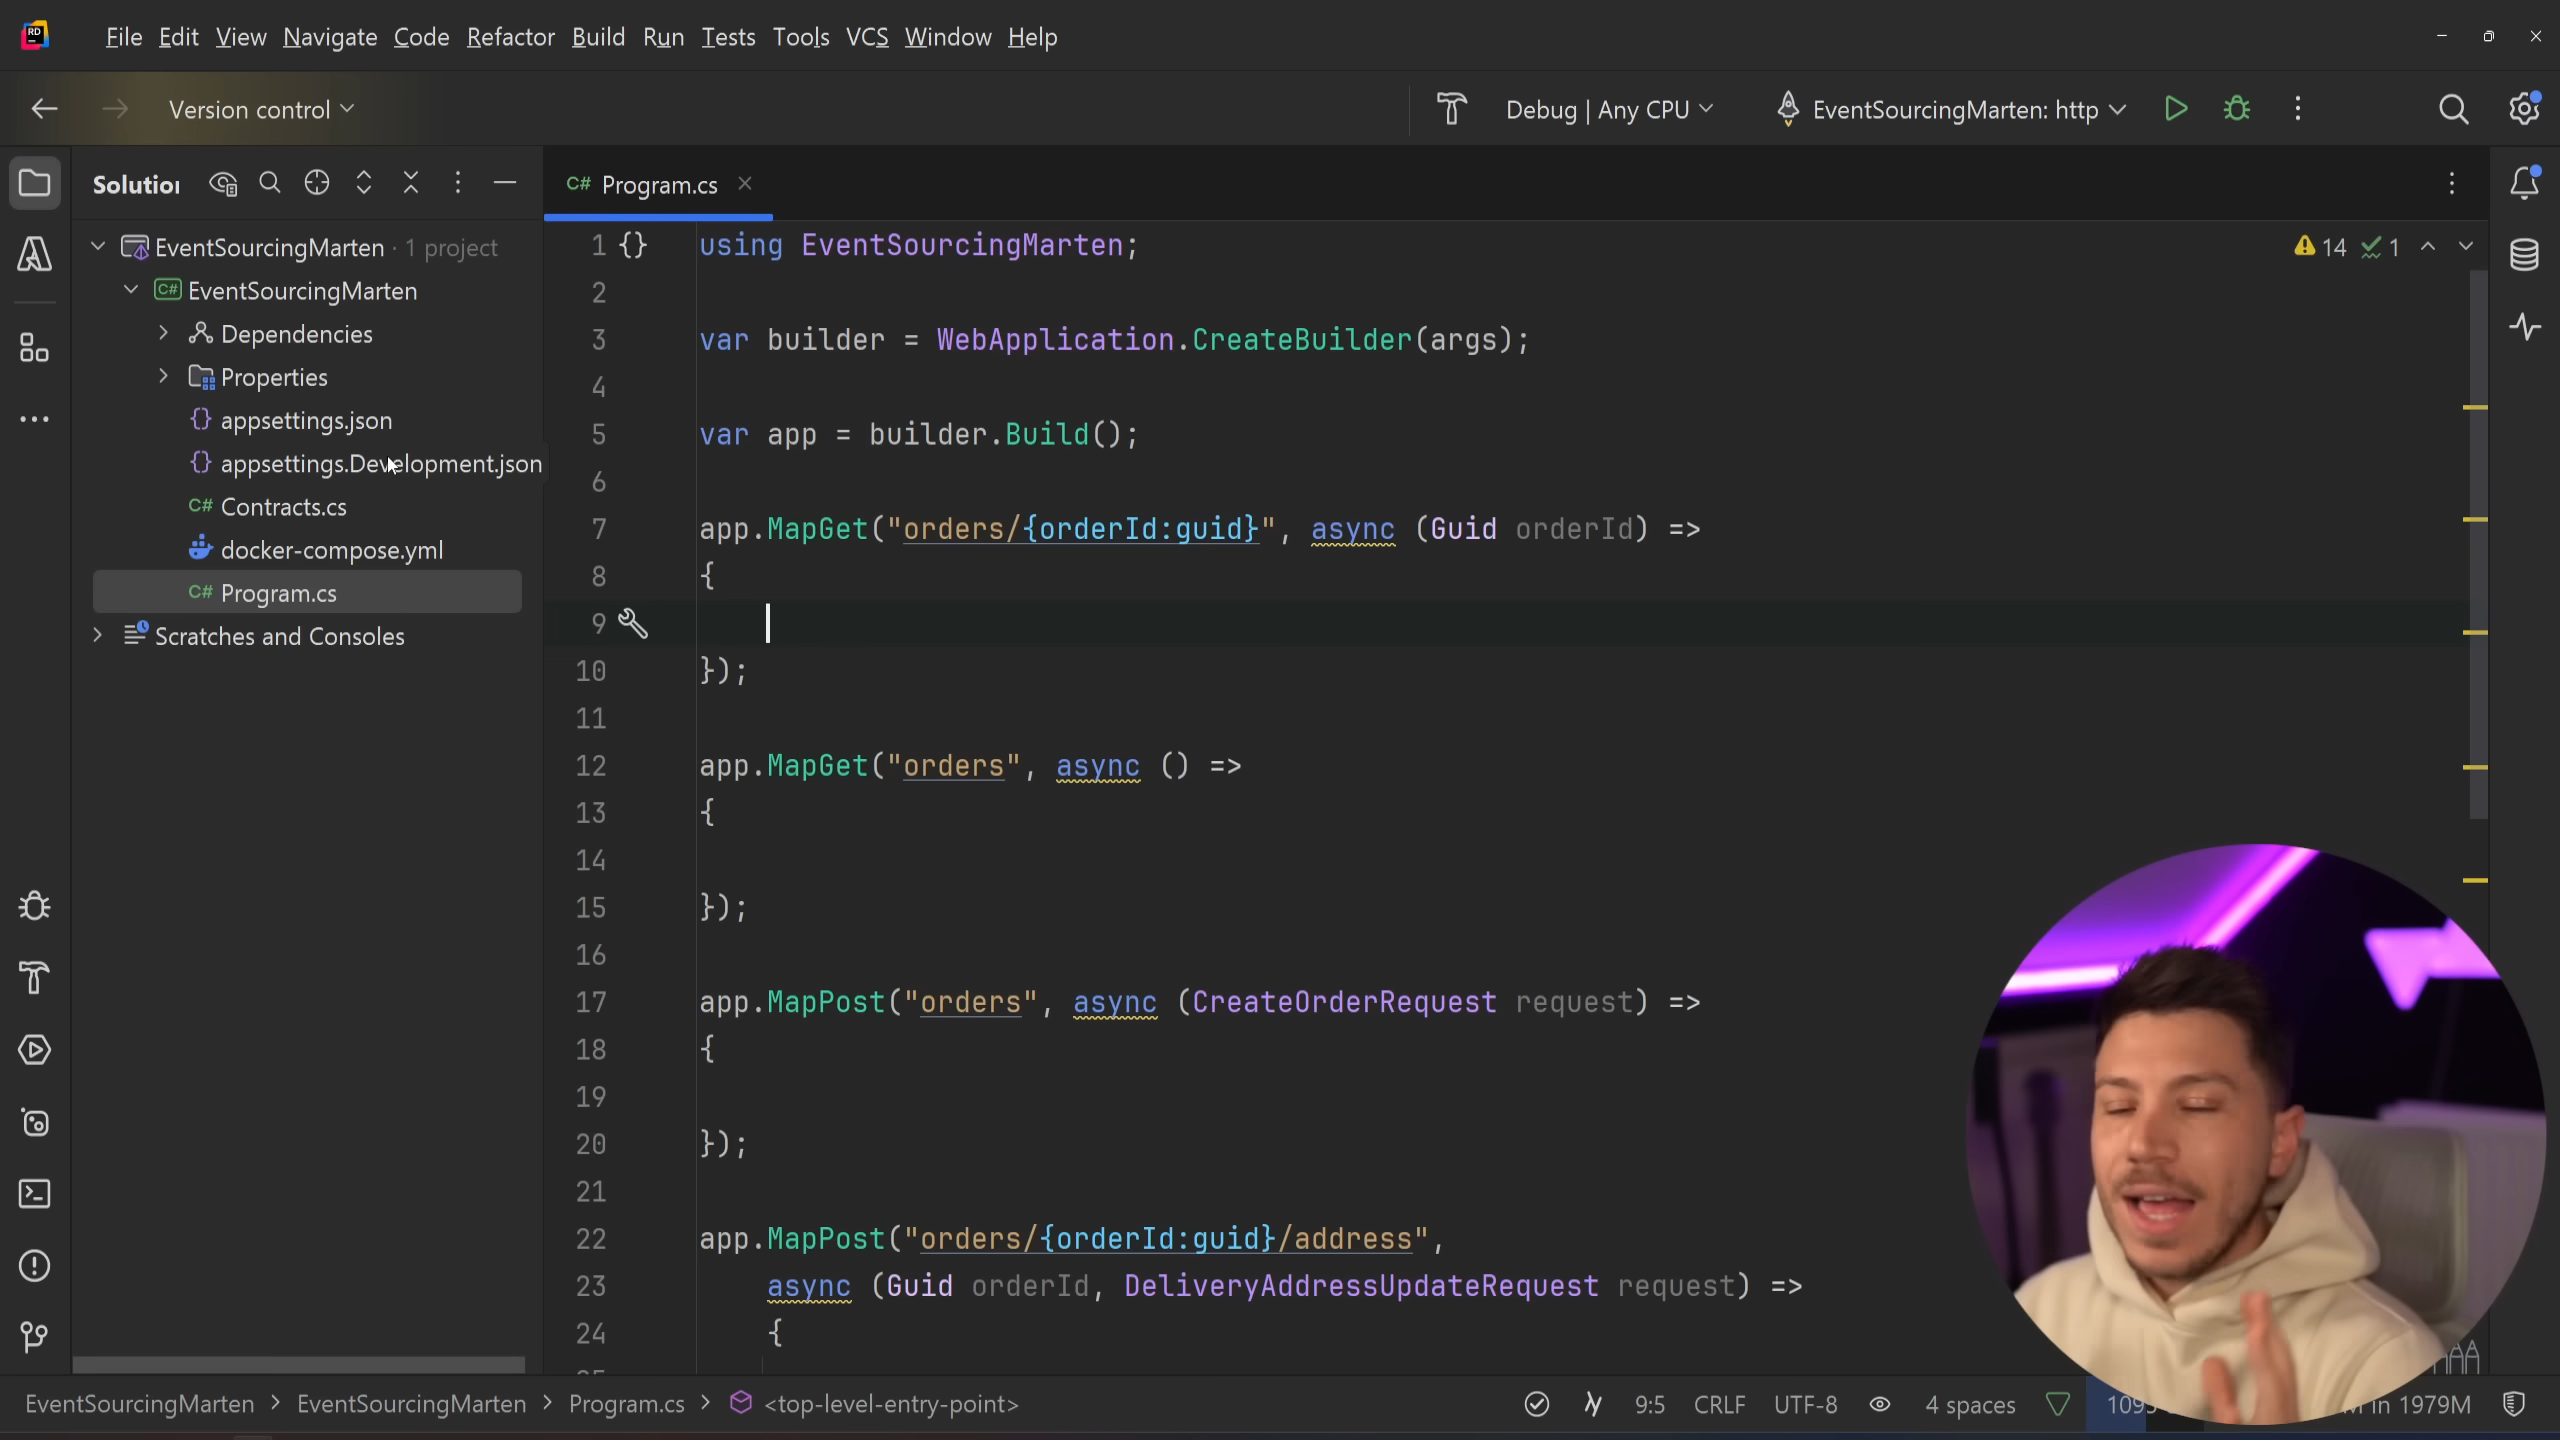 RD
File Edit View Navigate Code Refactor Build Run Tests Tools VCS Window Help
Version control
Debug | Any CPU
EventSourcingMarten: http
Solution
C# Program.cs
EventSourcingMarten · 1 project
C# EventSourcingMarten
Dependencies
Properties
{} appsettings.json
{} appsettings.Development.json
C# Contracts.cs
docker-compose.yml
C# Program.cs
Scratches and Consoles
14 1
1 {} using EventSourcingMarten;
2
3 var builder = WebApplication.CreateBuilder(args);
4
5 var app = builder.Build();
6
7 app.MapGet("orders/{orderId:guid}", async (Guid orderId) =>
8 {
9
10 });
11
12 app.MapGet("orders", async () =>
13 {
14
15 });
16
17 app.MapPost("orders", async (CreateOrderRequest request) =>
18 {
19
20 });
21
22 app.MapPost("orders/{orderId:guid}/address",
23 async (Guid orderId, DeliveryAddressUpdateRequest request) =>
24 {
EventSourcingMarten > EventSourcingMarten > Program.cs > <top-level-entry-point>
9:5 CRLF UTF-8 4 spaces
in 1979M